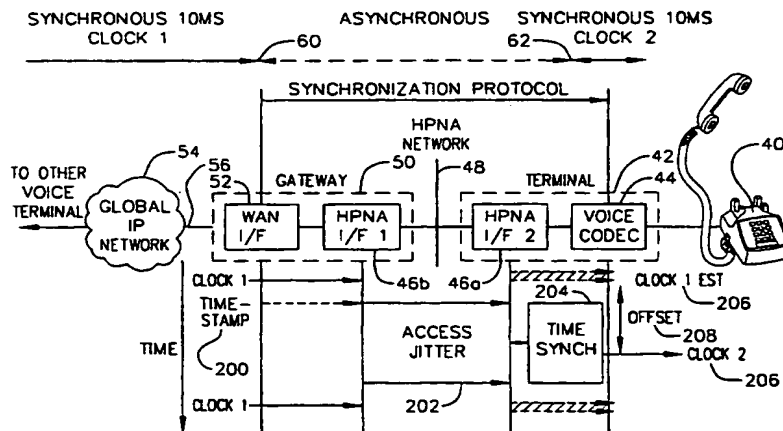 SYNCHRONOUS 10MS
CLOCK 1
60
ASYNCHRONOUS
62
SYNCHRONOUS 10MS
CLOCK 2
SYNCHRONIZATION PROTOCOL
HPNA
NETWORK
54
56
52
GATEWAY
50
48
TERMINAL
42
44
40
TO OTHER
VOICE
TERMINAL
GLOBAL
IP
NETWORK
WAN
I/F
HPNA
I/F 1
HPNA
I/F 2
VOICE
CODEC
CLOCK 1
46b
46a
204
CLOCK 1 EST
206
TIME-
STAMP
200
TIME
ACCESS
JITTER
TIME
SYNCH
OFFSET
208
CLOCK 2
206
202
CLOCK 1